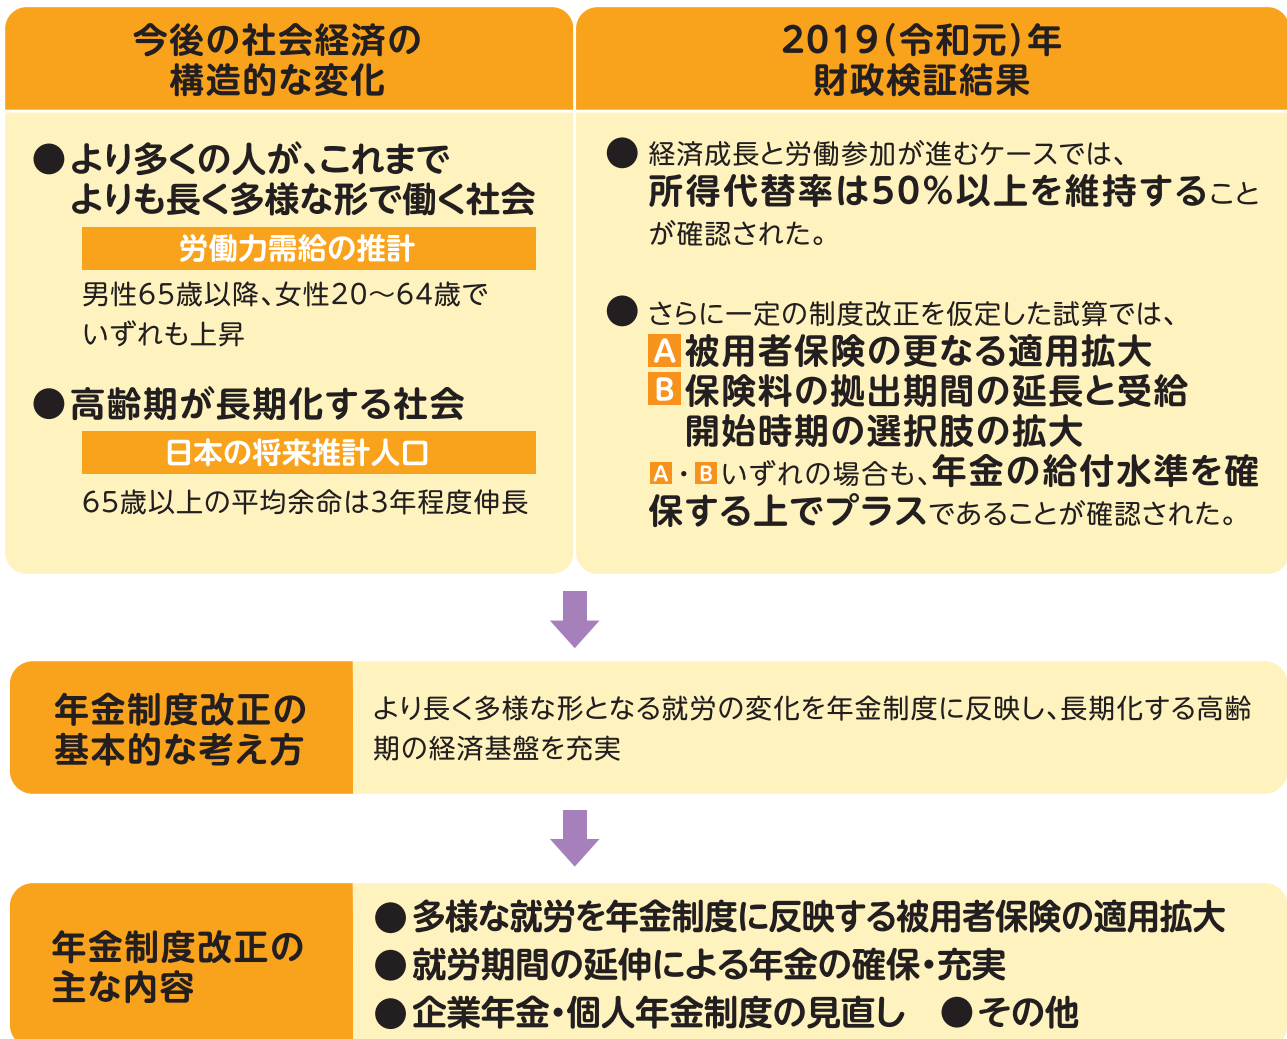 今後の社会経済の
構造的な変化
●より多くの人が、これまで
よりも長く多様な形で働く社会
労働力需給の推計
男性65歳以降、女性20～64歳で
いずれも上昇
●高齢期が長期化する社会
日本の将来推計人口
65歳以上の平均余命は3年程度伸長
2019（令和元）年
財政検証結果
●経済成長と労働参加が進むケースでは、
所得代替率は50％以上を維持すること
が確認された。
●さらに一定の制度改正を仮定した試算では、
A被用者保険の更なる適用拡大
B保険料の拠出期間の延長と受給
開始時期の選択肢の拡大
A・Bいずれの場合も、年金の給付水準を確
保する上でプラスであることが確認された。
年金制度改正の
基本的な考え方
より長く多様な形となる就労の変化を年金制度に反映し、長期化する高齢
期の経済基盤を充実
年金制度改正の
主な内容
●多様な就労を年金制度に反映する被用者保険の適用拡大
●就労期間の延伸による年金の確保・充実
●企業年金・個人年金制度の見直し　●その他